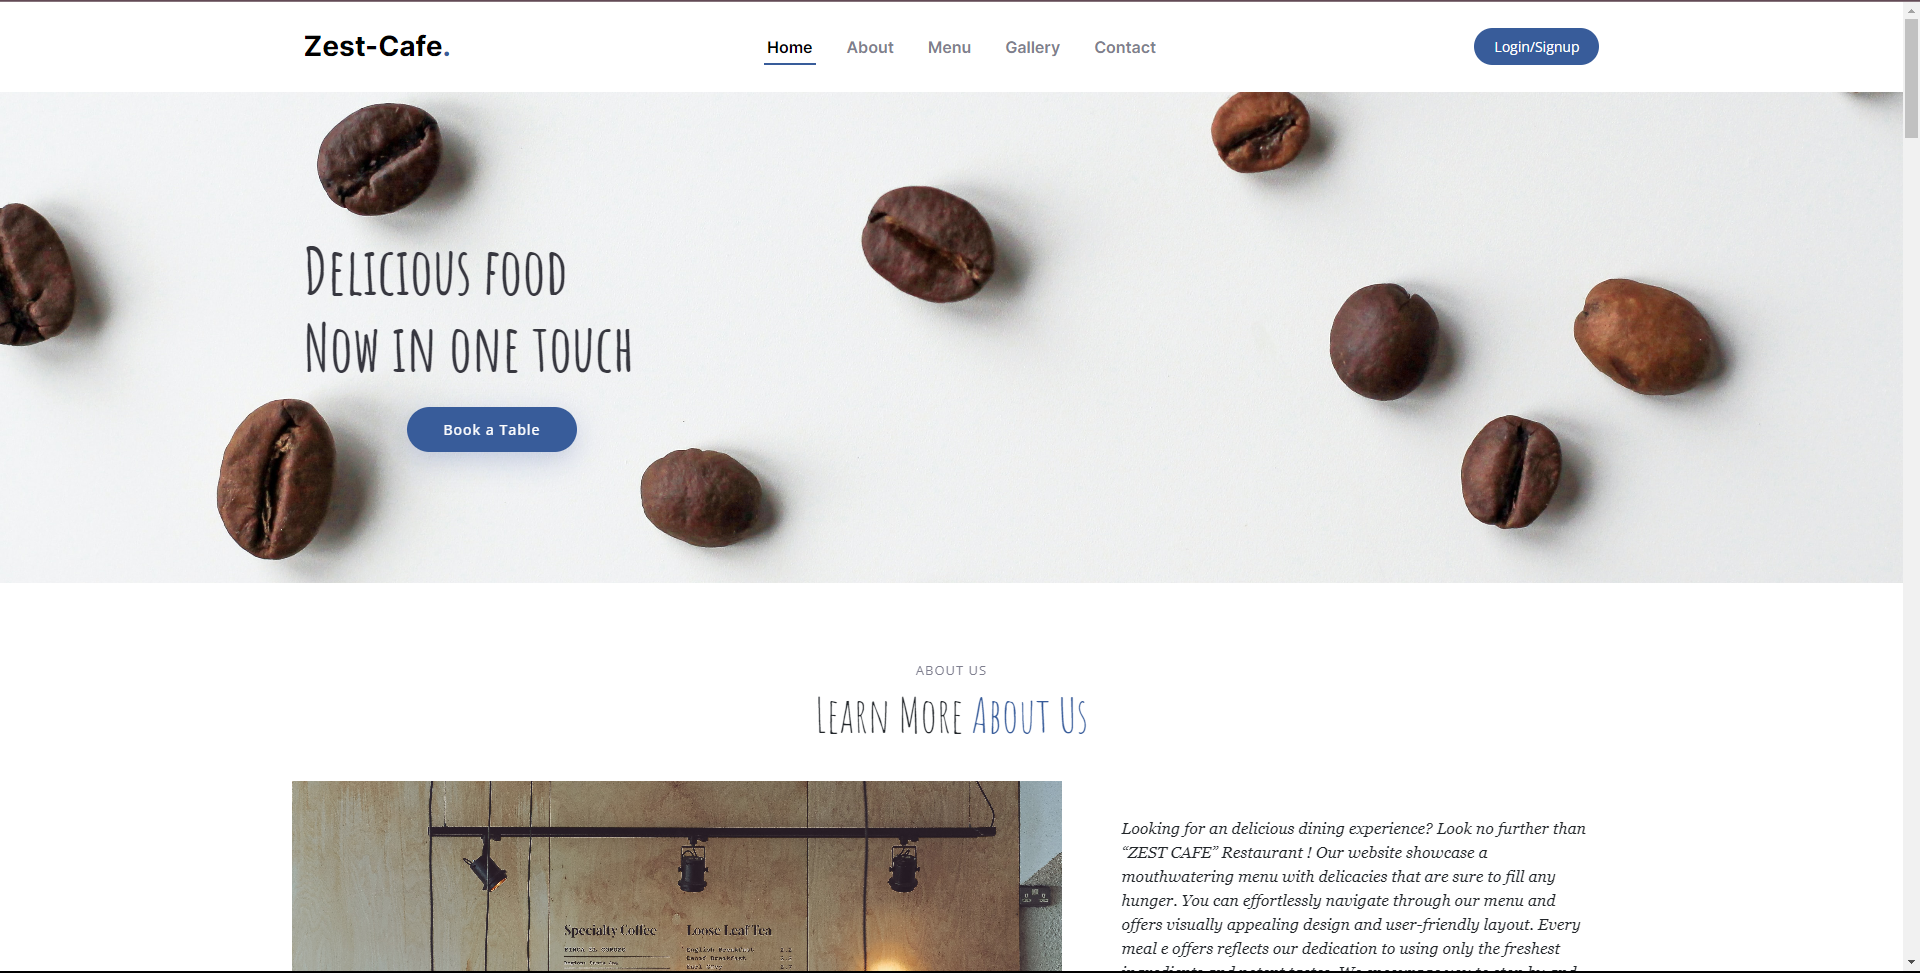 Zest-Cafe.
Home About Menu Gallery Contact
Login/Signup
Delicious food
Now in one touch
Book a Table
ABOUT US
Learn More About Us
Looking for an delicious dining experience? Look no further than
“ZEST CAFE” Restaurant ! Our website showcase a
mouthwatering menu with delicacies that are sure to fill any
hunger. You can effortlessly navigate through our menu and
offers visually appealing design and user-friendly layout. Every
meal e offers reflects our dedication to using only the freshest
Specialty Coffee
Loose Leaf Tea
English Breakfast